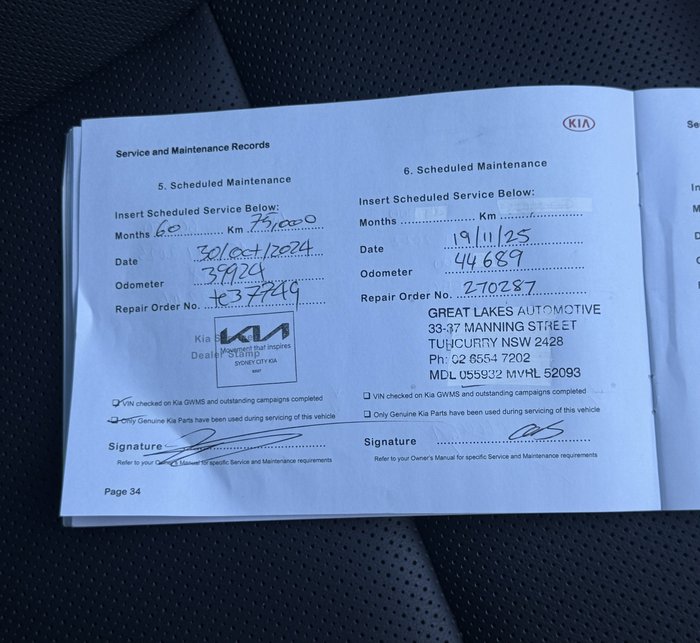 KIA
Service and Maintenance Records
5. Scheduled Maintenance
Insert Scheduled Service Below:
Months 60 Km 75,000
Date 30/Oct/2024
Odometer 39924
Repair Order No. te37749
Kia
Dealer Stamp
KIA
Movement that inspires
SYDNEY CITY KIA
VIN checked on Kia GWMS and outstanding campaigns completed
Only Genuine Kia Parts have been used during servicing of this vehicle
Signature
Refer to your Owner's Manual for specific Service and Maintenance requirements
Page 34
6. Scheduled Maintenance
Insert Scheduled Service Below:
Months Km
Date 19/11/25
Odometer 44689
Repair Order No. 270287
GREAT LAKES AUTOMOTIVE
33-37 MANNING STREET
TUNCURRY NSW 2428
Ph: 02 6554 7202
MDL 055932 MVRL 52093
VIN checked on Kia GWMS and outstanding campaigns completed
Only Genuine Kia Parts have been used during servicing of this vehicle
Signature
Refer to your Owner's Manual for specific Service and Maintenance requirements